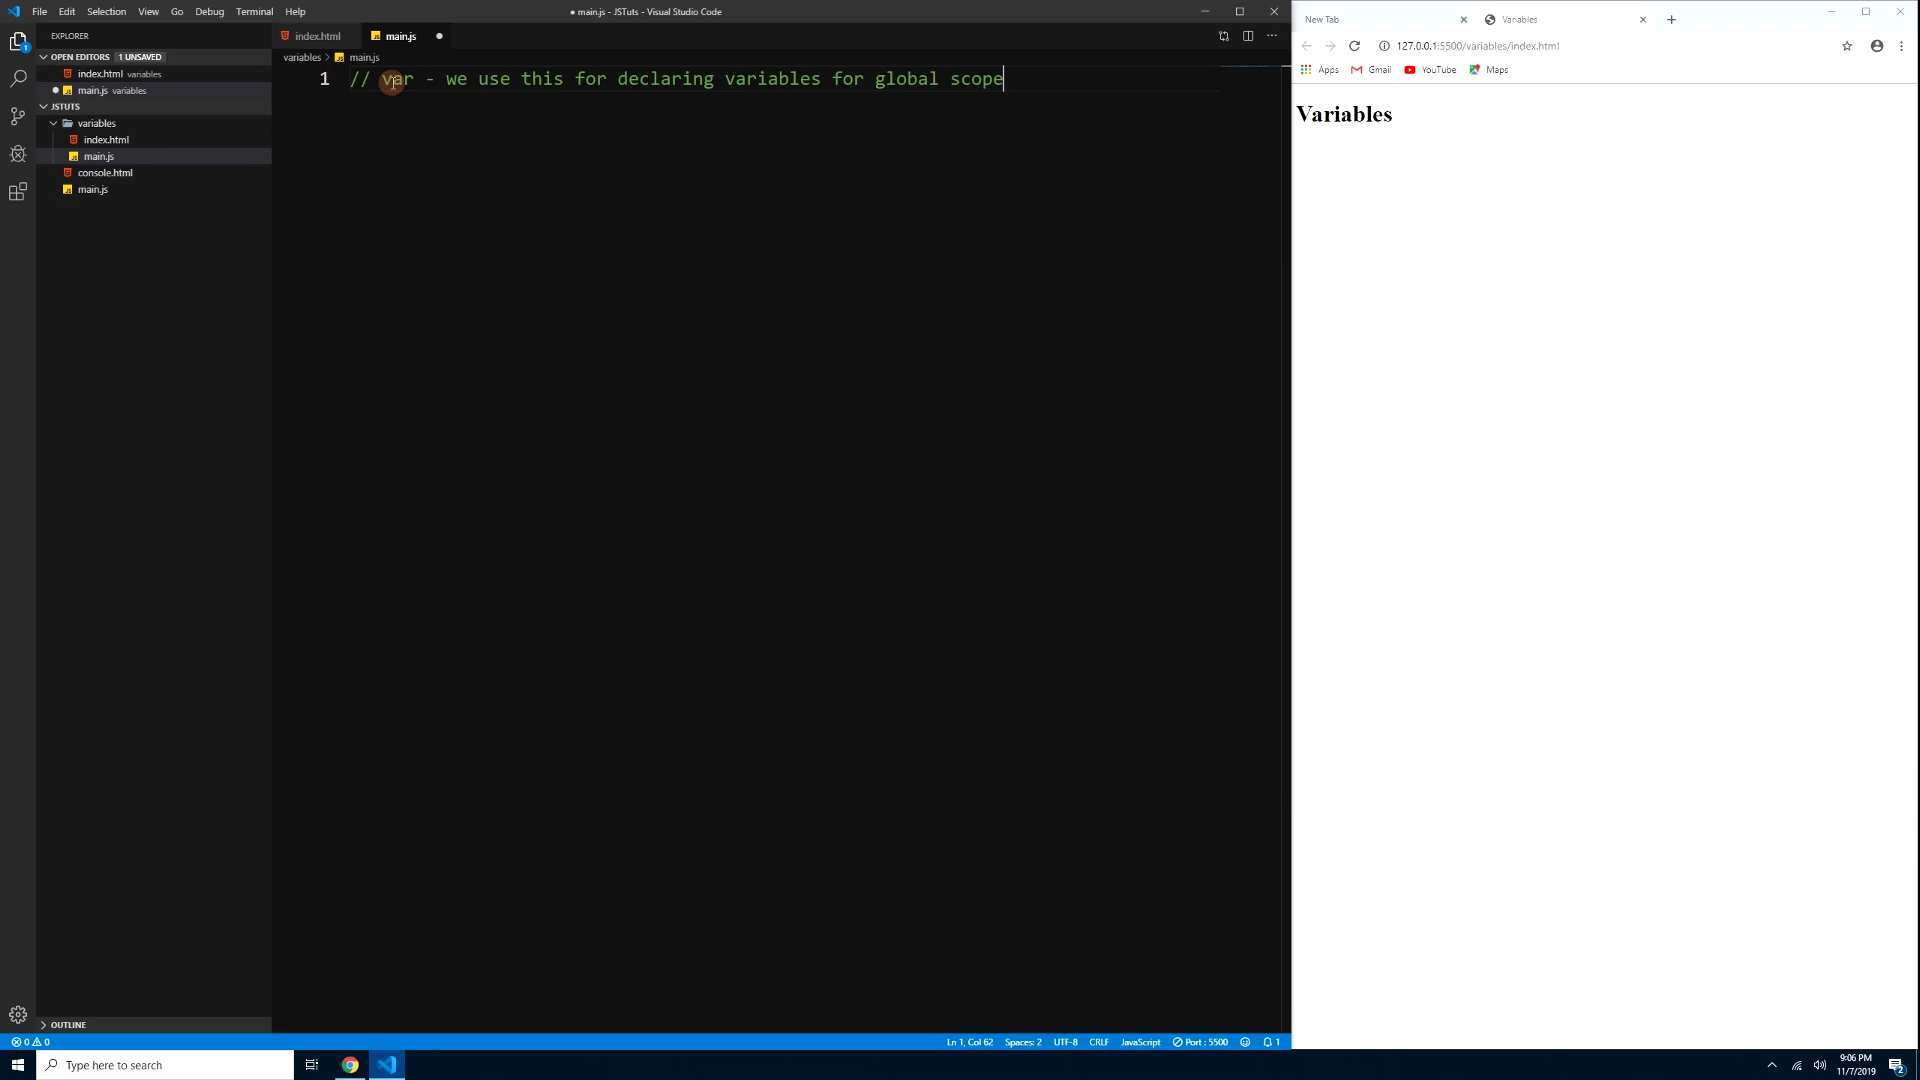 File Edit Selection View Go Debug Terminal Help
● main.js - JSTuts - Visual Studio Code
EXPLORER
OPEN EDITORS 1 UNSAVED
index.html variables
main.js variables
JSTUTS
variables
index.html
main.js
console.html
main.js
OUTLINE
index.html main.js
variables > main.js
1 // var - we use this for declaring variables for global scope
0 0
Ln 1, Col 62 Spaces: 2 UTF-8 CRLF JavaScript Port : 5500 1
New Tab Variables
127.0.0.1:5500/variables/index.html
Apps Gmail YouTube Maps
Variables
Type here to search
9:06 PM
11/7/2019
2